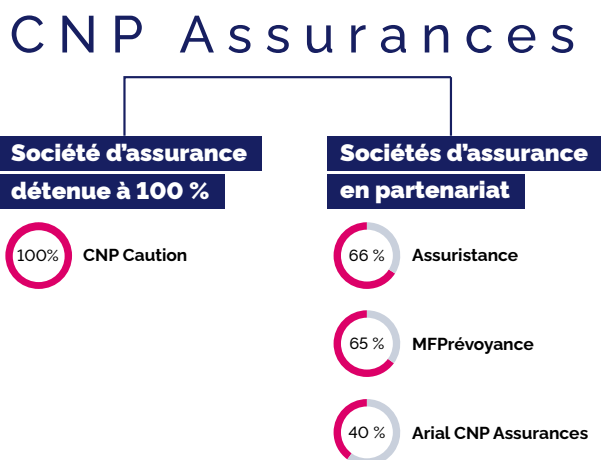 CNP Assurances
Société d'assurance
détenue à 100 %
100% CNP Caution
Sociétés d'assurance
en partenariat
66 % Assuristance
65 % MFPrévoyance
40 % Arial CNP Assurances